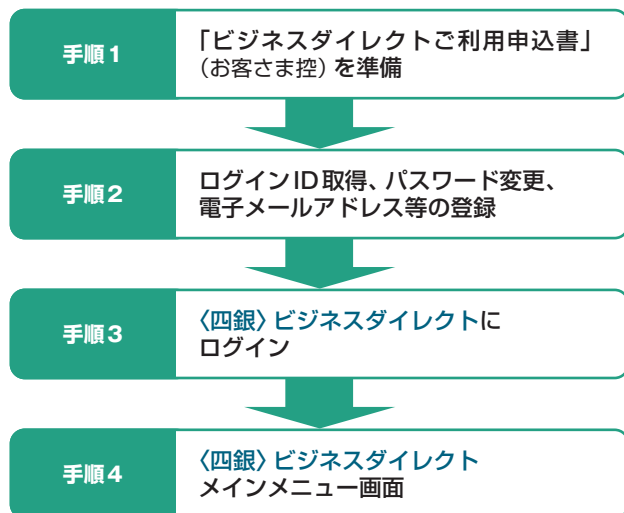 手順1
「ビジネスダイレクトご利用申込書」
（お客さま控）を準備
手順2
ログインID取得、パスワード変更、
電子メールアドレス等の登録
手順3
〈四銀〉ビジネスダイレクトに
ログイン
手順4
〈四銀〉ビジネスダイレクト
メインメニュー画面